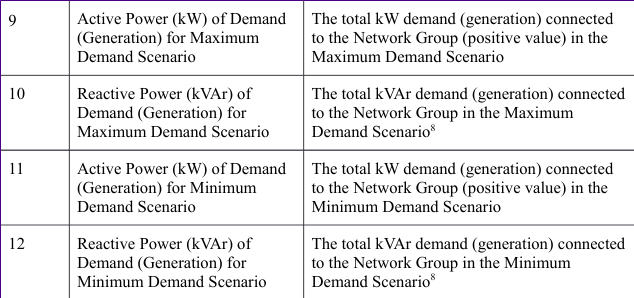 9
Active Power (kW) of Demand
(Generation) for Maximum
Demand Scenario
The total kW demand (generation) connected
to the Network Group (positive value) in the
Maximum Demand Scenario
10
Reactive Power (kVAr) of
Demand (Generation) for
Maximum Demand Scenario
The total kVAr demand (generation) connected
to the Network Group in the Maximum
Demand Scenario⁸
11
Active Power (kW) of Demand
(Generation) for Minimum
Demand Scenario
The total kW demand (generation) connected
to the Network Group (positive value) in the
Minimum Demand Scenario
12
Reactive Power (kVAr) of
Demand (Generation) for
Minimum Demand Scenario
The total kVAr demand (generation) connected
to the Network Group in the Minimum
Demand Scenario⁸